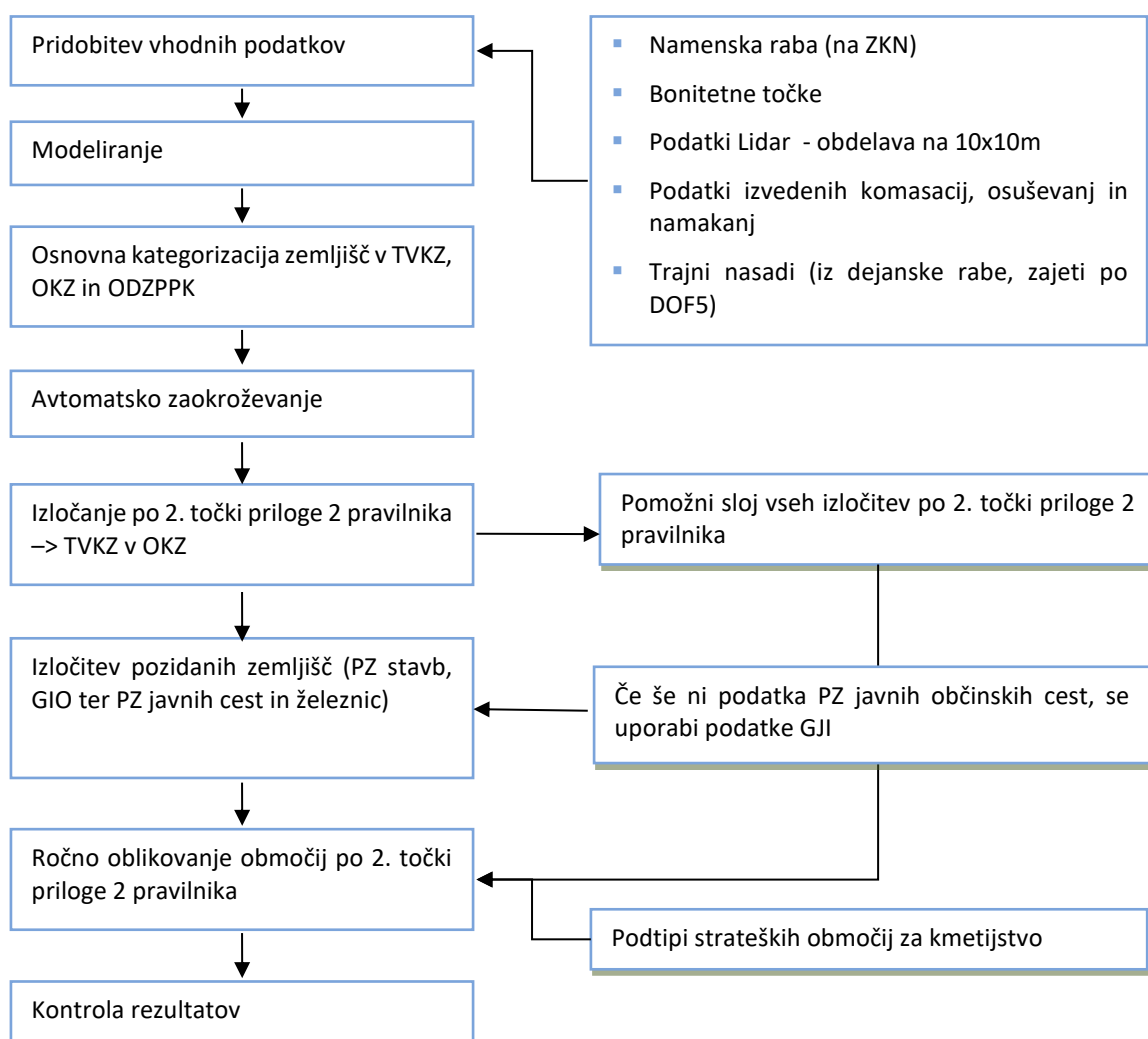 Pridobitev vhodnih podatkov
Namenska raba (na ZKN)
Bonitetne točke
Podatki Lidar - obdelava na 10x10m
Podatki izvedenih komasacij, osuševanj in
namakanj
Trajni nasadi (iz dejanske rabe, zajeti po
DOF5)
Modeliranje
Osnovna kategorizacija zemljišč v TVKZ,
OKZ in ODZPPK
Avtomatsko zaokroževanje
Izločanje po 2. točki priloge 2 pravilnika
–> TVKZ v OKZ
Pomožni sloj vseh izločitev po 2. točki priloge 2
pravilnika
Izločitev pozidanih zemljišč (PZ stavb,
GIO ter PZ javnih cest in železnic)
Če še ni podatka PZ javnih občinskih cest, se
uporabi podatke GJI
Ročno oblikovanje območij po 2. točki
priloge 2 pravilnika
Podtipi strateških območij za kmetijstvo
Kontrola rezultatov